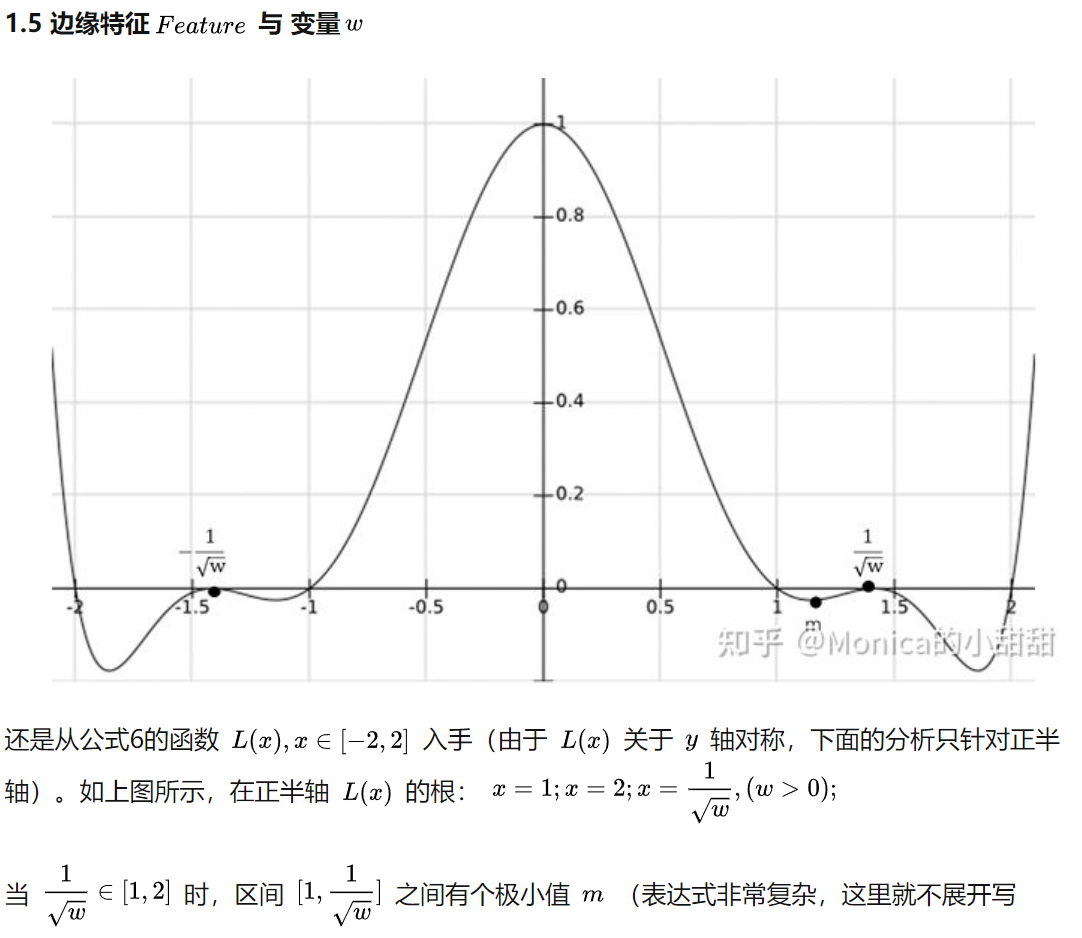 1.5 边缘特征 Feature 与 变量 w
1
0.8
0.6
0.4
0.2
0
-1/√w
1/√w
-2 -1.5 -1 -0.5 0 0.5 1 1.5 2
m
知乎 @Monica的小甜甜
还是从公式6的函数 L(x), x ∈ [−2, 2] 入手（由于 L(x) 关于 y 轴对称，下面的分析只针对正半
轴）。如上图所示，在正半轴 L(x) 的根： x = 1; x = 2; x = 1/√w, (w > 0);
当 1/√w ∈ [1, 2] 时，区间 [1, 1/√w] 之间有个极小值 m （表达式非常复杂，这里就不展开写